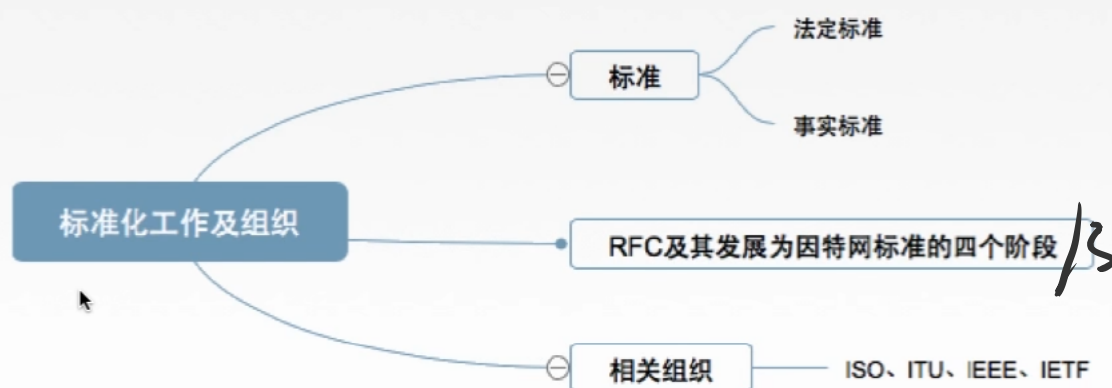 法定标准
标准
事实标准
标准化工作及组织
RFC及其发展为因特网标准的四个阶段
相关组织
ISO、ITU、IEEE、IETF